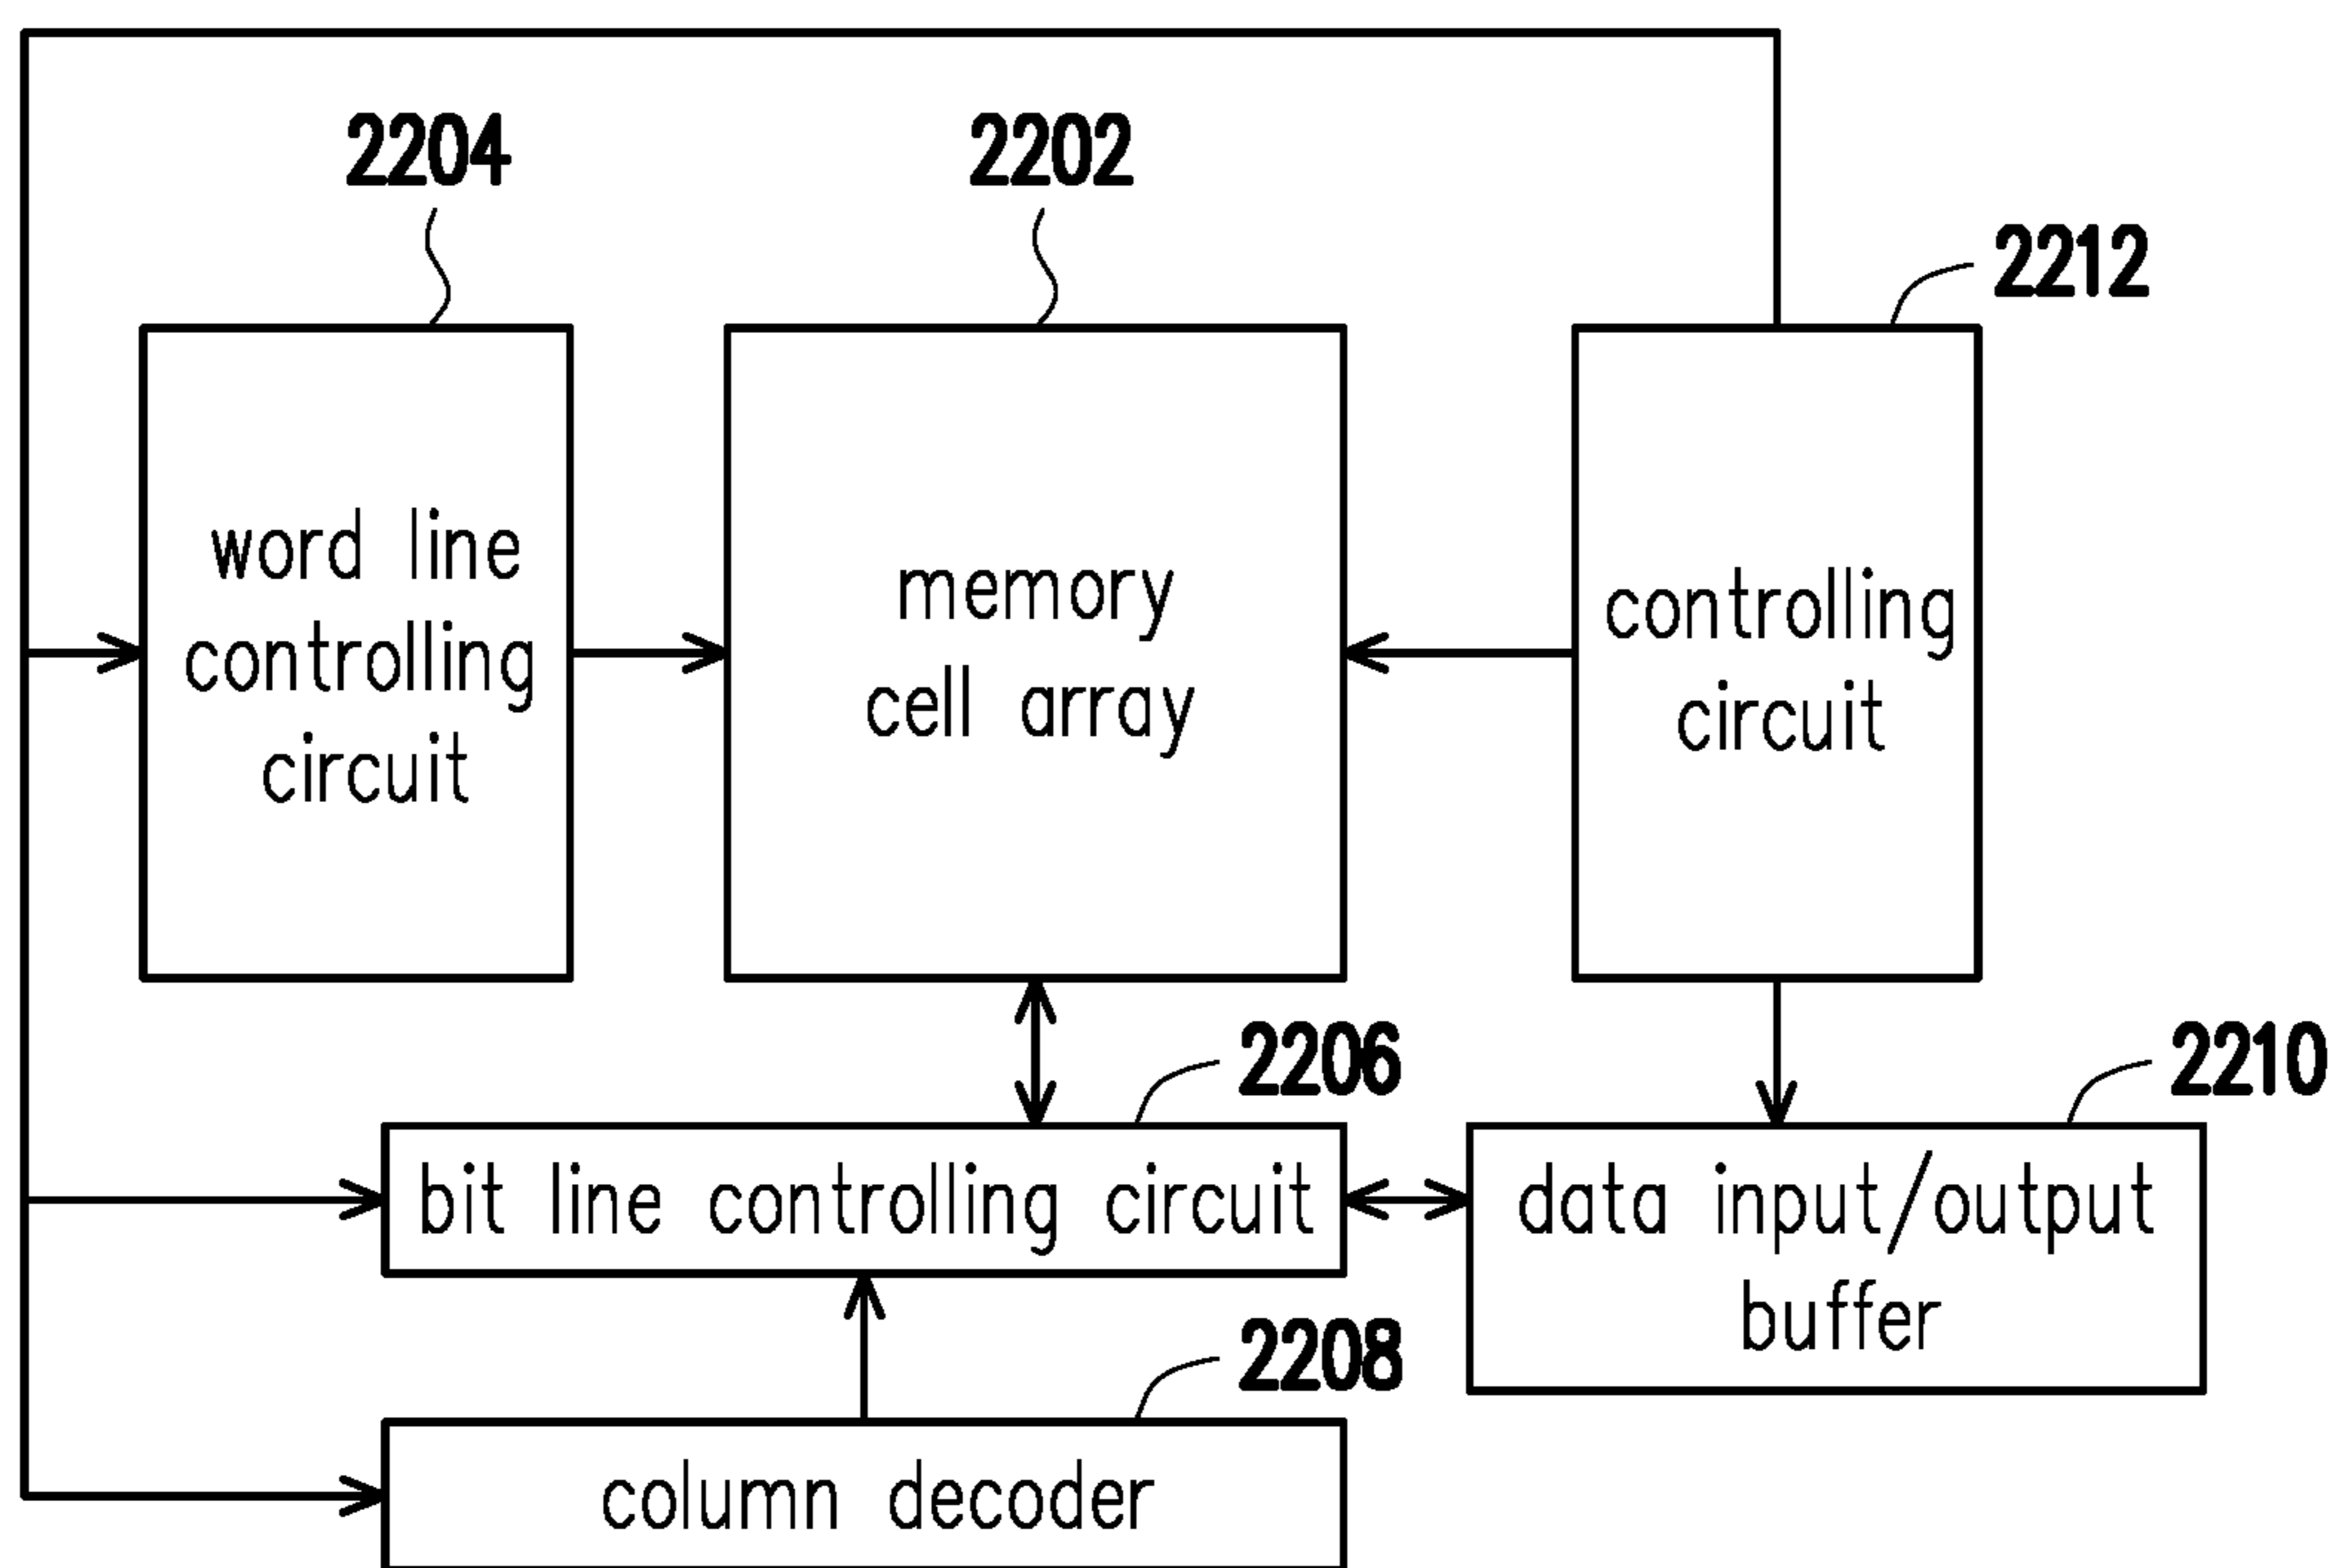 2204
2202
2212
word line
controlling
circuit
memory
cell array
controlling
circuit
2206
2210
bit line controlling circuit
data input/output
buffer
2208
column decoder